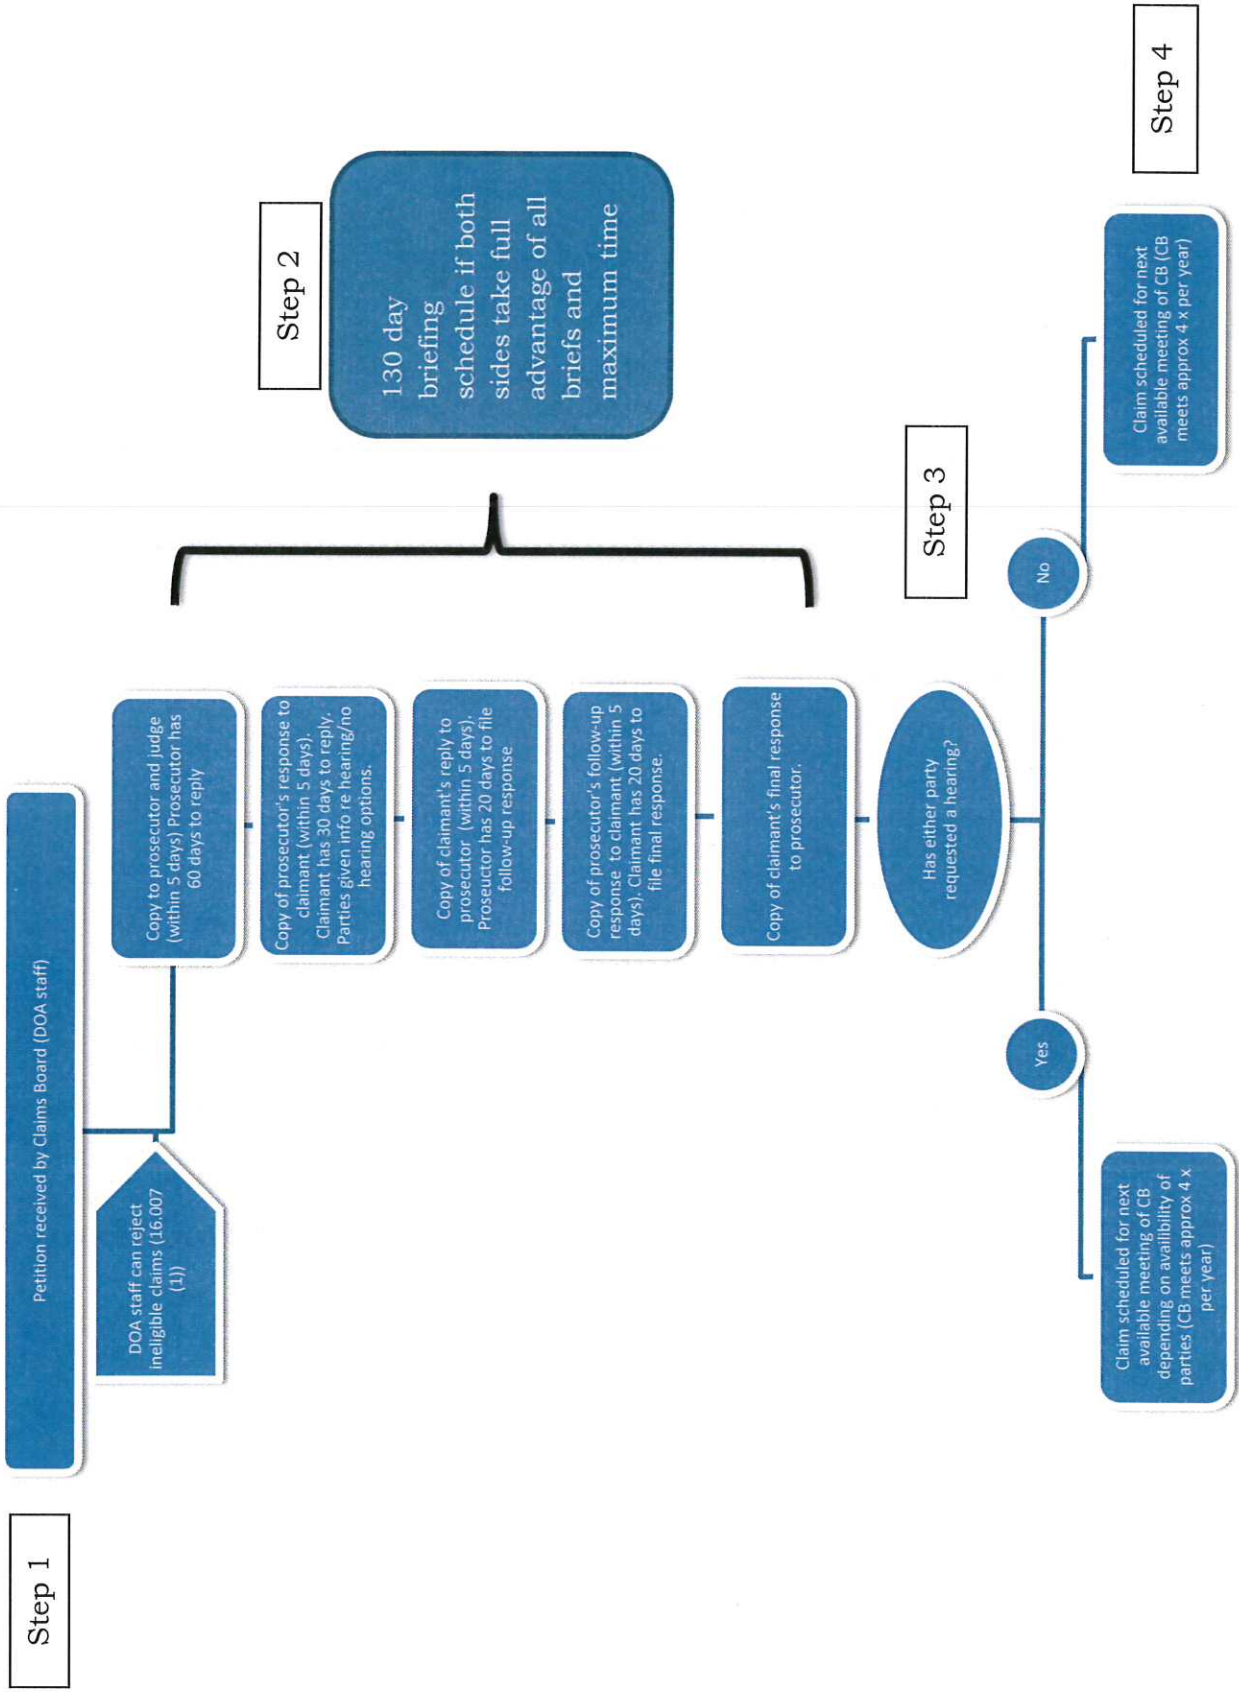 Step 1
Petition received by Claims Board (DOA staff)
DOA staff can reject
ineligible claims (16.007
(1))
Copy to prosecutor and judge
(within 5 days) Prosecutor has
60 days to reply
Copy of prosecutor's response to
claimant (within 5 days).
Claimant has 30 days to reply.
Parties given info re hearing/no
hearing options.
Copy of claimant's reply to
prosecutor (within 5 days).
Proseuctor has 20 days to file
follow-up response
Copy of prosecutor's follow-up
response to claimant (within 5
days). Claimant has 20 days to
file final response.
Copy of claimant's final response
to prosecutor.
Step 2
130 day
briefing
schedule if both
sides take full
advantage of all
briefs and
maximum time
Step 3
Has either party
requested a hearing?
Yes
No
Claim scheduled for next
available meeting of CB
depending on availibility of
parties (CB meets approx 4 x
per year)
Claim scheduled for next
available meeting of CB (CB
meets approx 4 x per year)
Step 4